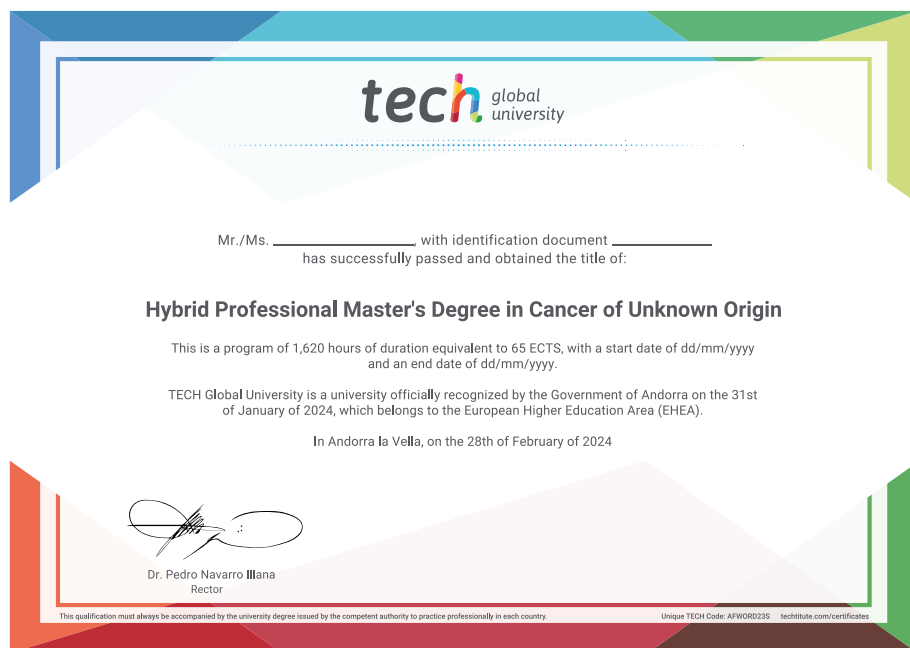 tech global university
Mr./Ms. ____________, with identification document ____________
has successfully passed and obtained the title of:
Hybrid Professional Master's Degree in Cancer of Unknown Origin
This is a program of 1,620 hours of duration equivalent to 65 ECTS, with a start date of dd/mm/yyyy
and an end date of dd/mm/yyyy.
TECH Global University is a university officially recognized by the Government of Andorra on the 31st
of January of 2024, which belongs to the European Higher Education Area (EHEA).
In Andorra la Vella, on the 28th of February of 2024
Dr. Pedro Navarro Illana
Rector
This qualification must always be accompanied by the university degree issued by the competent authority to practice professionally in each country.
Unique TECH Code: AFWORD23S techtitute.com/certificates